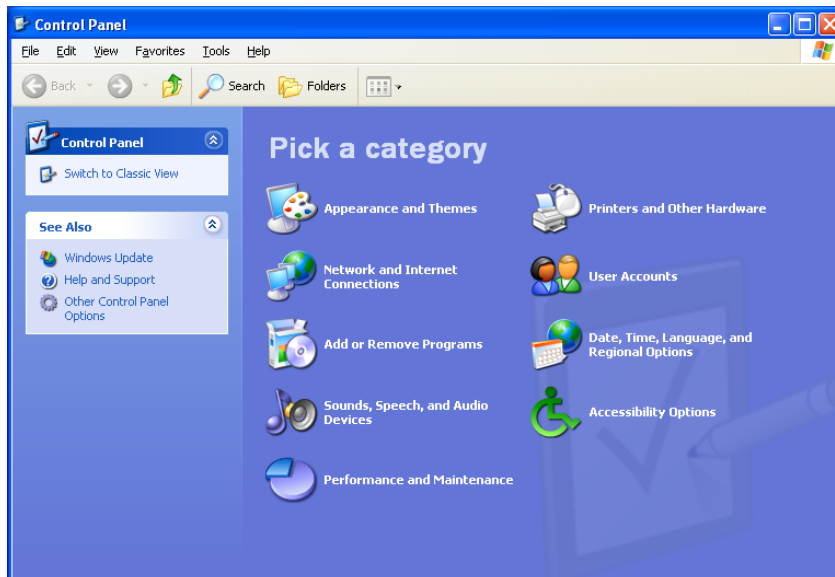 Control Panel
File Edit View Favorites Tools Help
Back Search Folders
Control Panel
Switch to Classic View
See Also
Windows Update
Help and Support
Other Control Panel
Options
Pick a category
Appearance and Themes
Printers and Other Hardware
Network and Internet
Connections
User Accounts
Add or Remove Programs
Date, Time, Language, and
Regional Options
Sounds, Speech, and Audio
Devices
Accessibility Options
Performance and Maintenance